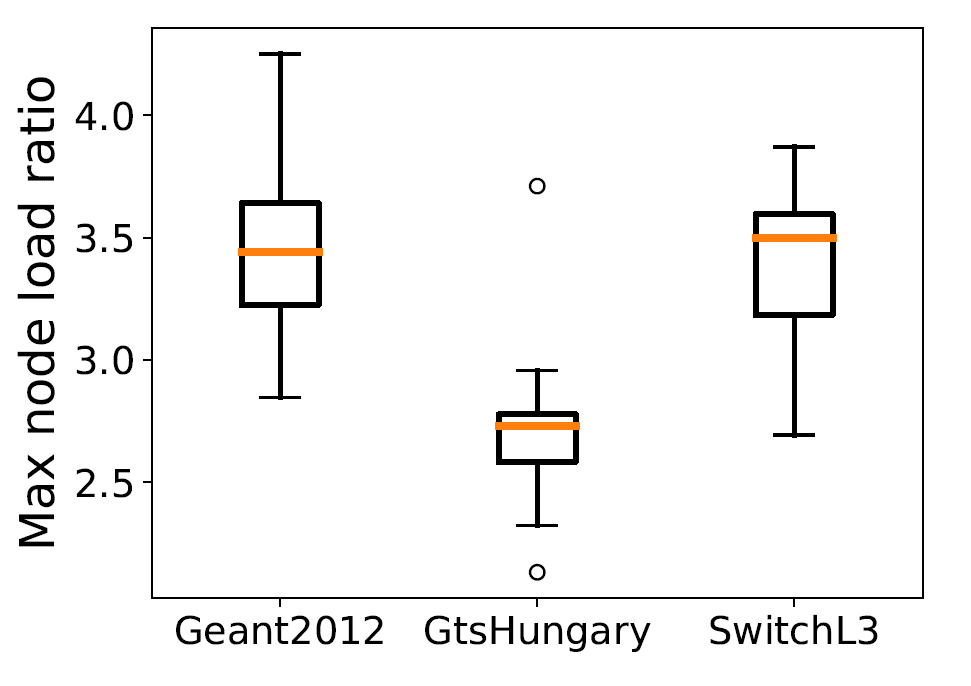 Max node load ratio
4.0
3.5
3.0
2.5
Geant2012 GtsHungary SwitchL3